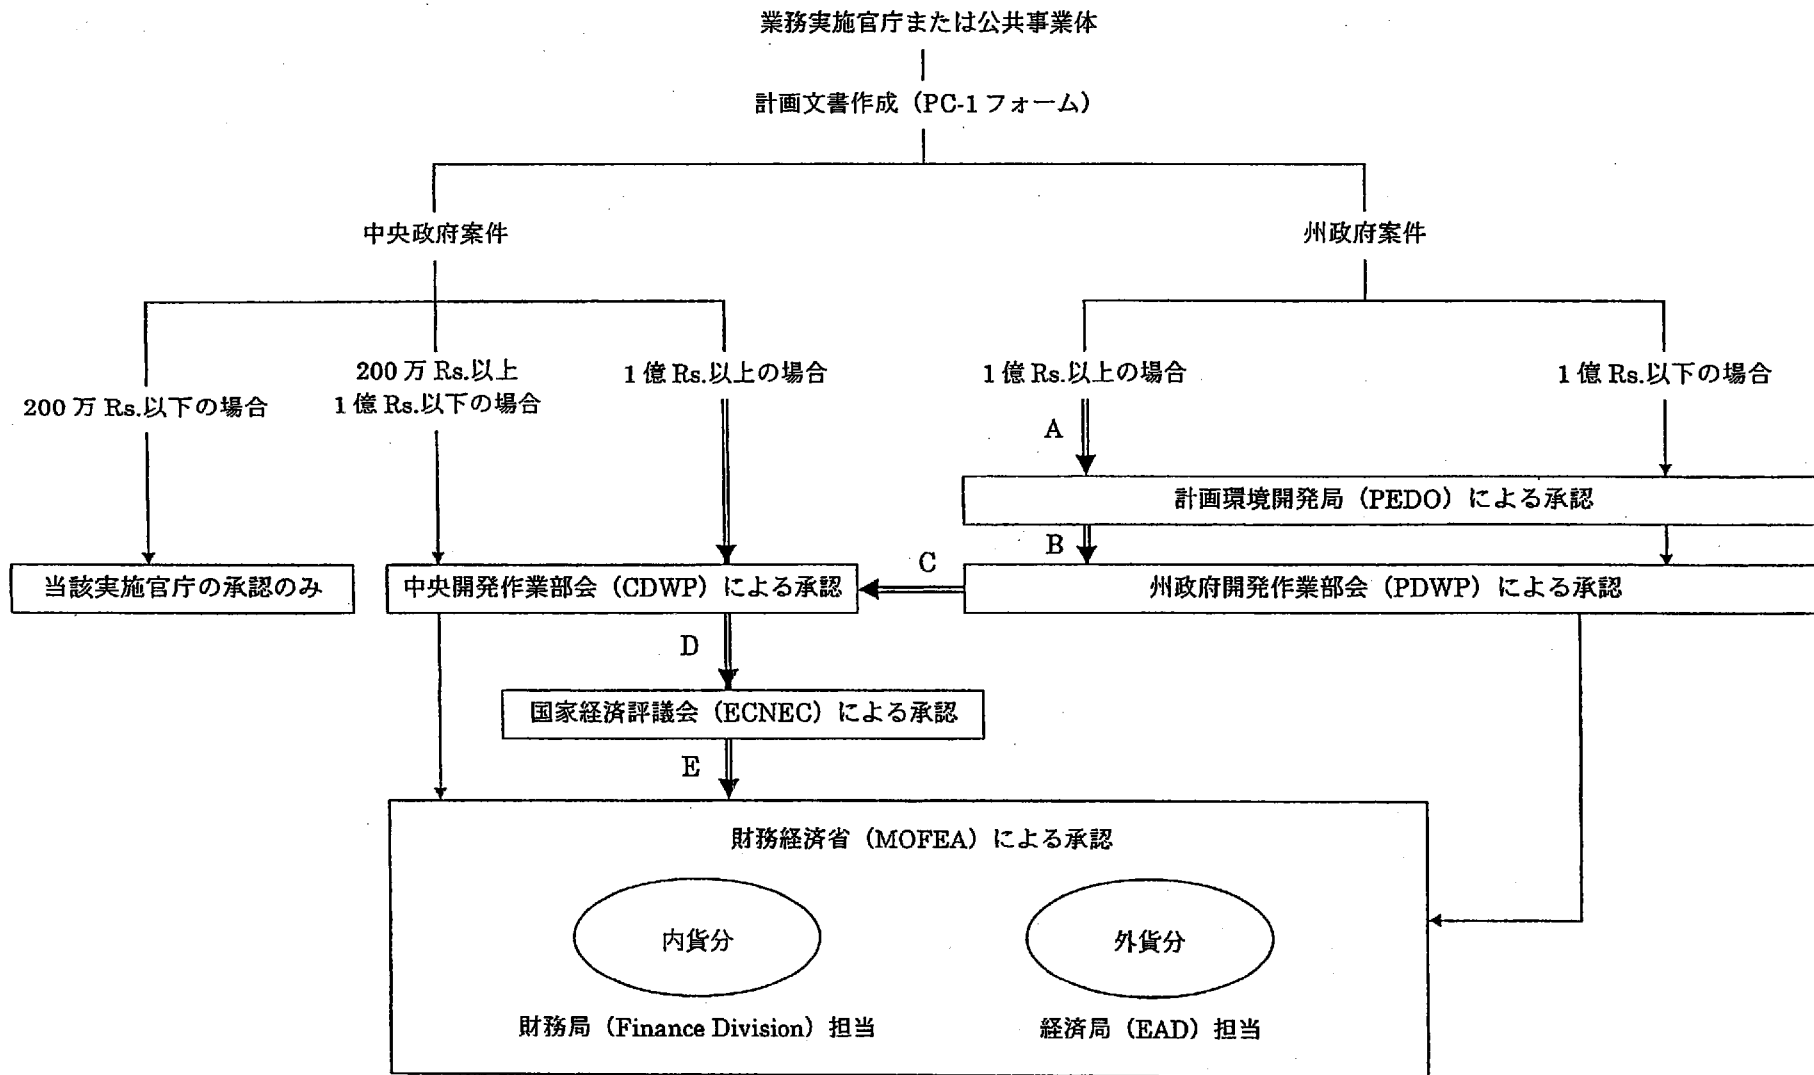 業務実施官庁または公共事業体
計画文書作成（PC-1フォーム）
中央政府案件
州政府案件
200万Rs.以下の場合
200万Rs.以上
1億Rs.以下の場合
1億Rs.以上の場合
1億Rs.以上の場合
1億Rs.以下の場合
A
計画環境開発局（PEDO）による承認
B
C
当該実施官庁の承認のみ
中央開発作業部会（CDWP）による承認
州政府開発作業部会（PDWP）による承認
D
国家経済評議会（ECNEC）による承認
E
財務経済省（MOFEA）による承認
内貨分
外貨分
財務局（Finance Division）担当
経済局（EAD）担当